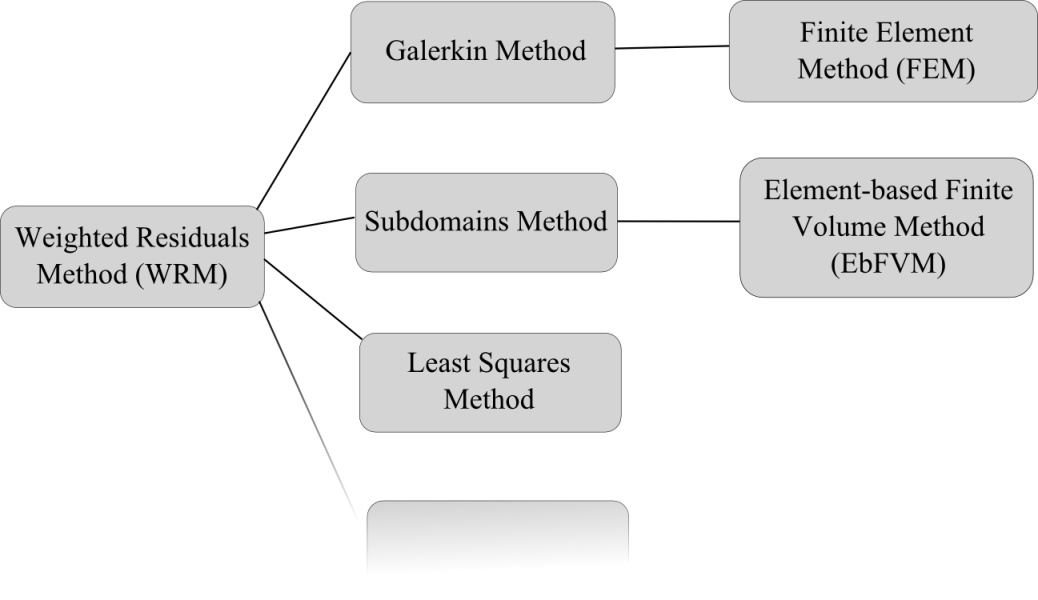 Galerkin Method
Finite Element
Method (FEM)
Weighted Residuals
Method (WRM)
Subdomains Method
Element-based Finite
Volume Method
(EbFVM)
Least Squares
Method